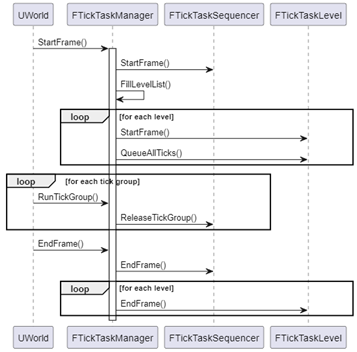 UWorld FTickTaskManager FTickTaskSequencer FTickTaskLevel
StartFrame()
StartFrame()
FillLevelList()
loop [for each level]
StartFrame()
QueueAllTicks()
loop [for each tick group]
RunTickGroup()
ReleaseTickGroup()
EndFrame()
EndFrame()
loop [for each level]
EndFrame()
UWorld FTickTaskManager FTickTaskSequencer FTickTaskLevel